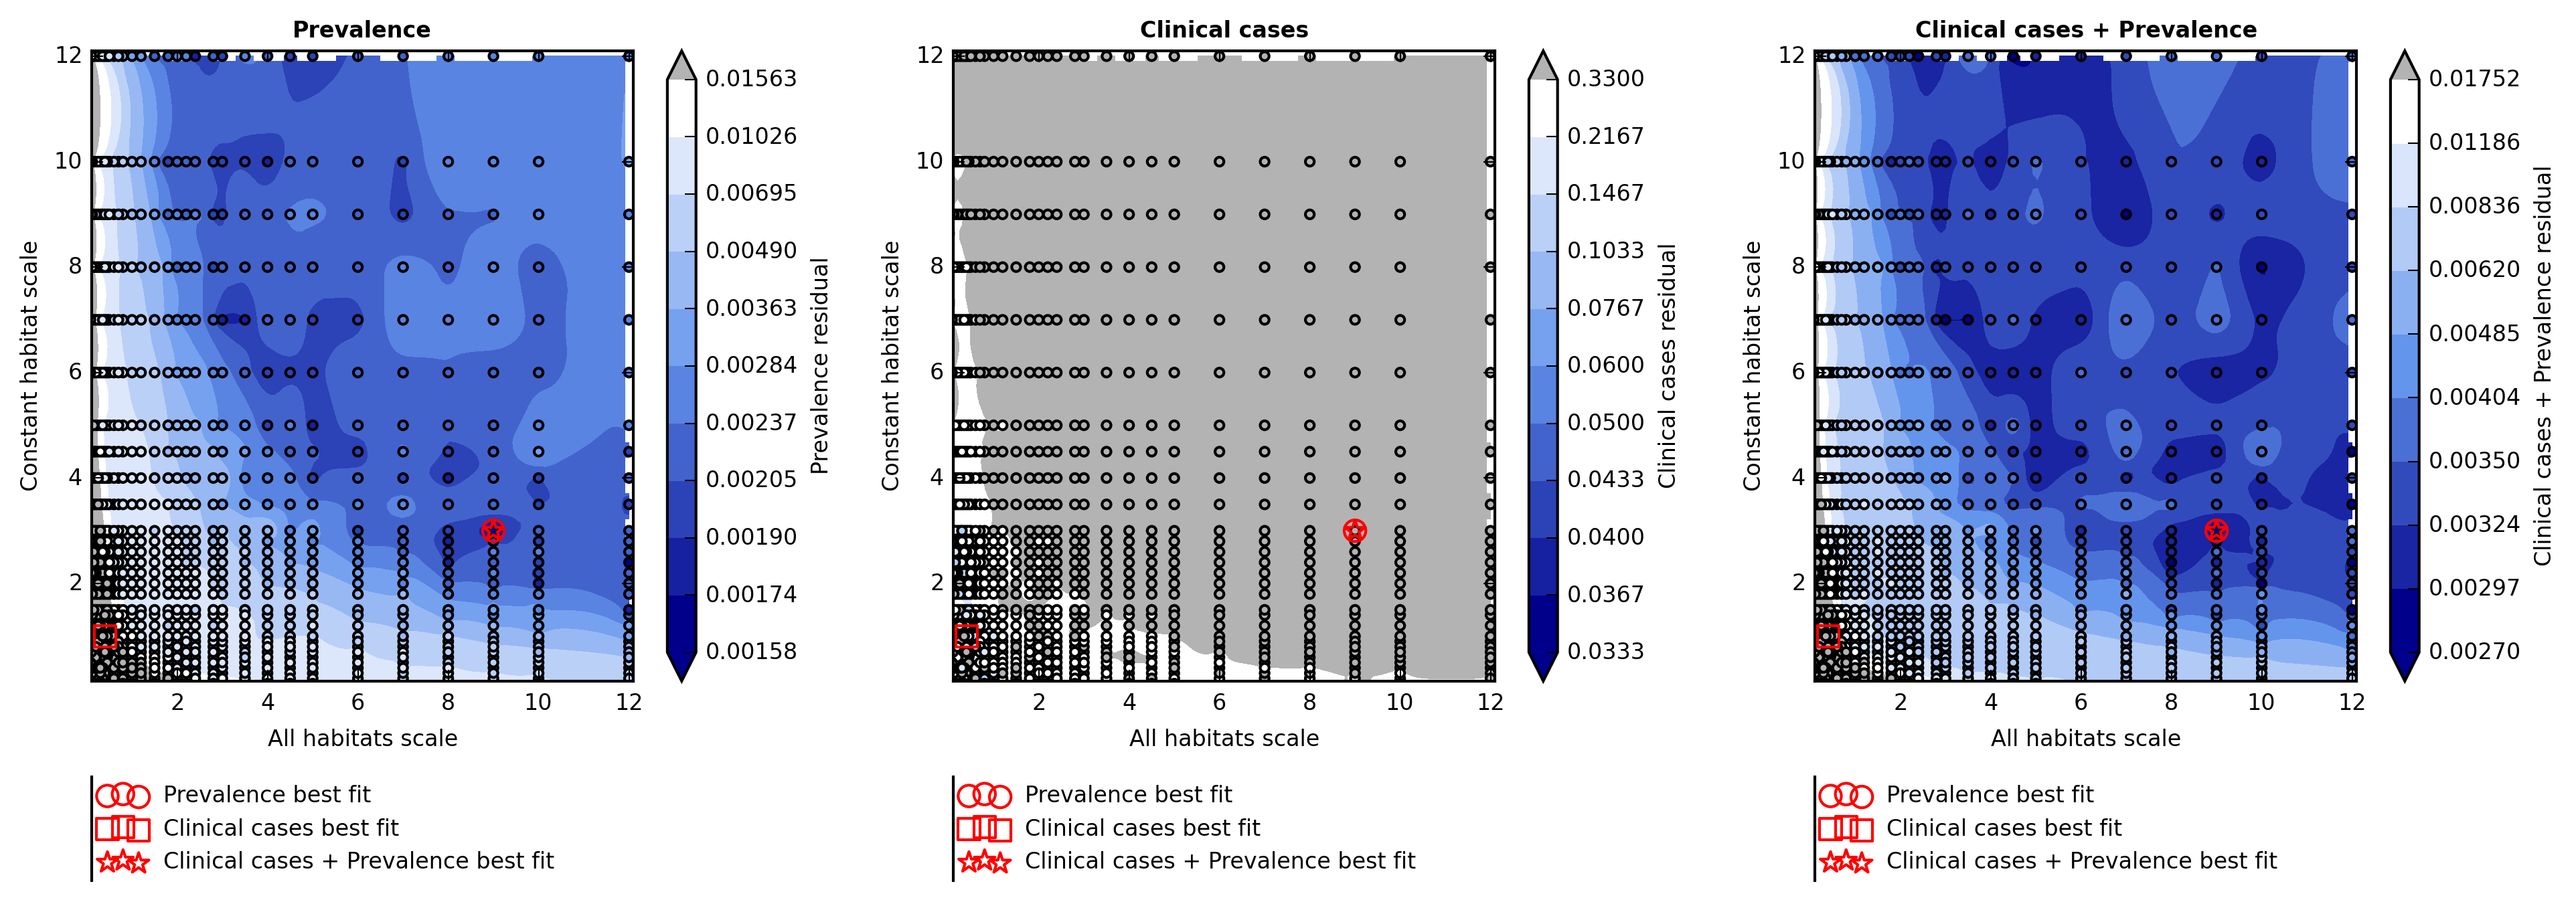 Prevalence
12
10
8
6
4
2
2 4 6 8 10 12
Constant habitat scale
All habitats scale
0.01563
0.01026
0.00695
0.00490
0.00363
0.00284
0.00237
0.00205
0.00190
0.00174
0.00158
Prevalence residual
Prevalence best fit
Clinical cases best fit
Clinical cases + Prevalence best fit
Clinical cases
12
10
8
6
4
2
2 4 6 8 10 12
Constant habitat scale
All habitats scale
0.3300
0.2167
0.1467
0.1033
0.0767
0.0600
0.0500
0.0433
0.0400
0.0367
0.0333
Clinical cases residual
Prevalence best fit
Clinical cases best fit
Clinical cases + Prevalence best fit
Clinical cases + Prevalence
12
10
8
6
4
2
2 4 6 8 10 12
Constant habitat scale
All habitats scale
0.01752
0.01186
0.00836
0.00620
0.00485
0.00404
0.00350
0.00324
0.00297
0.00270
Clinical cases + Prevalence residual
Prevalence best fit
Clinical cases best fit
Clinical cases + Prevalence best fit